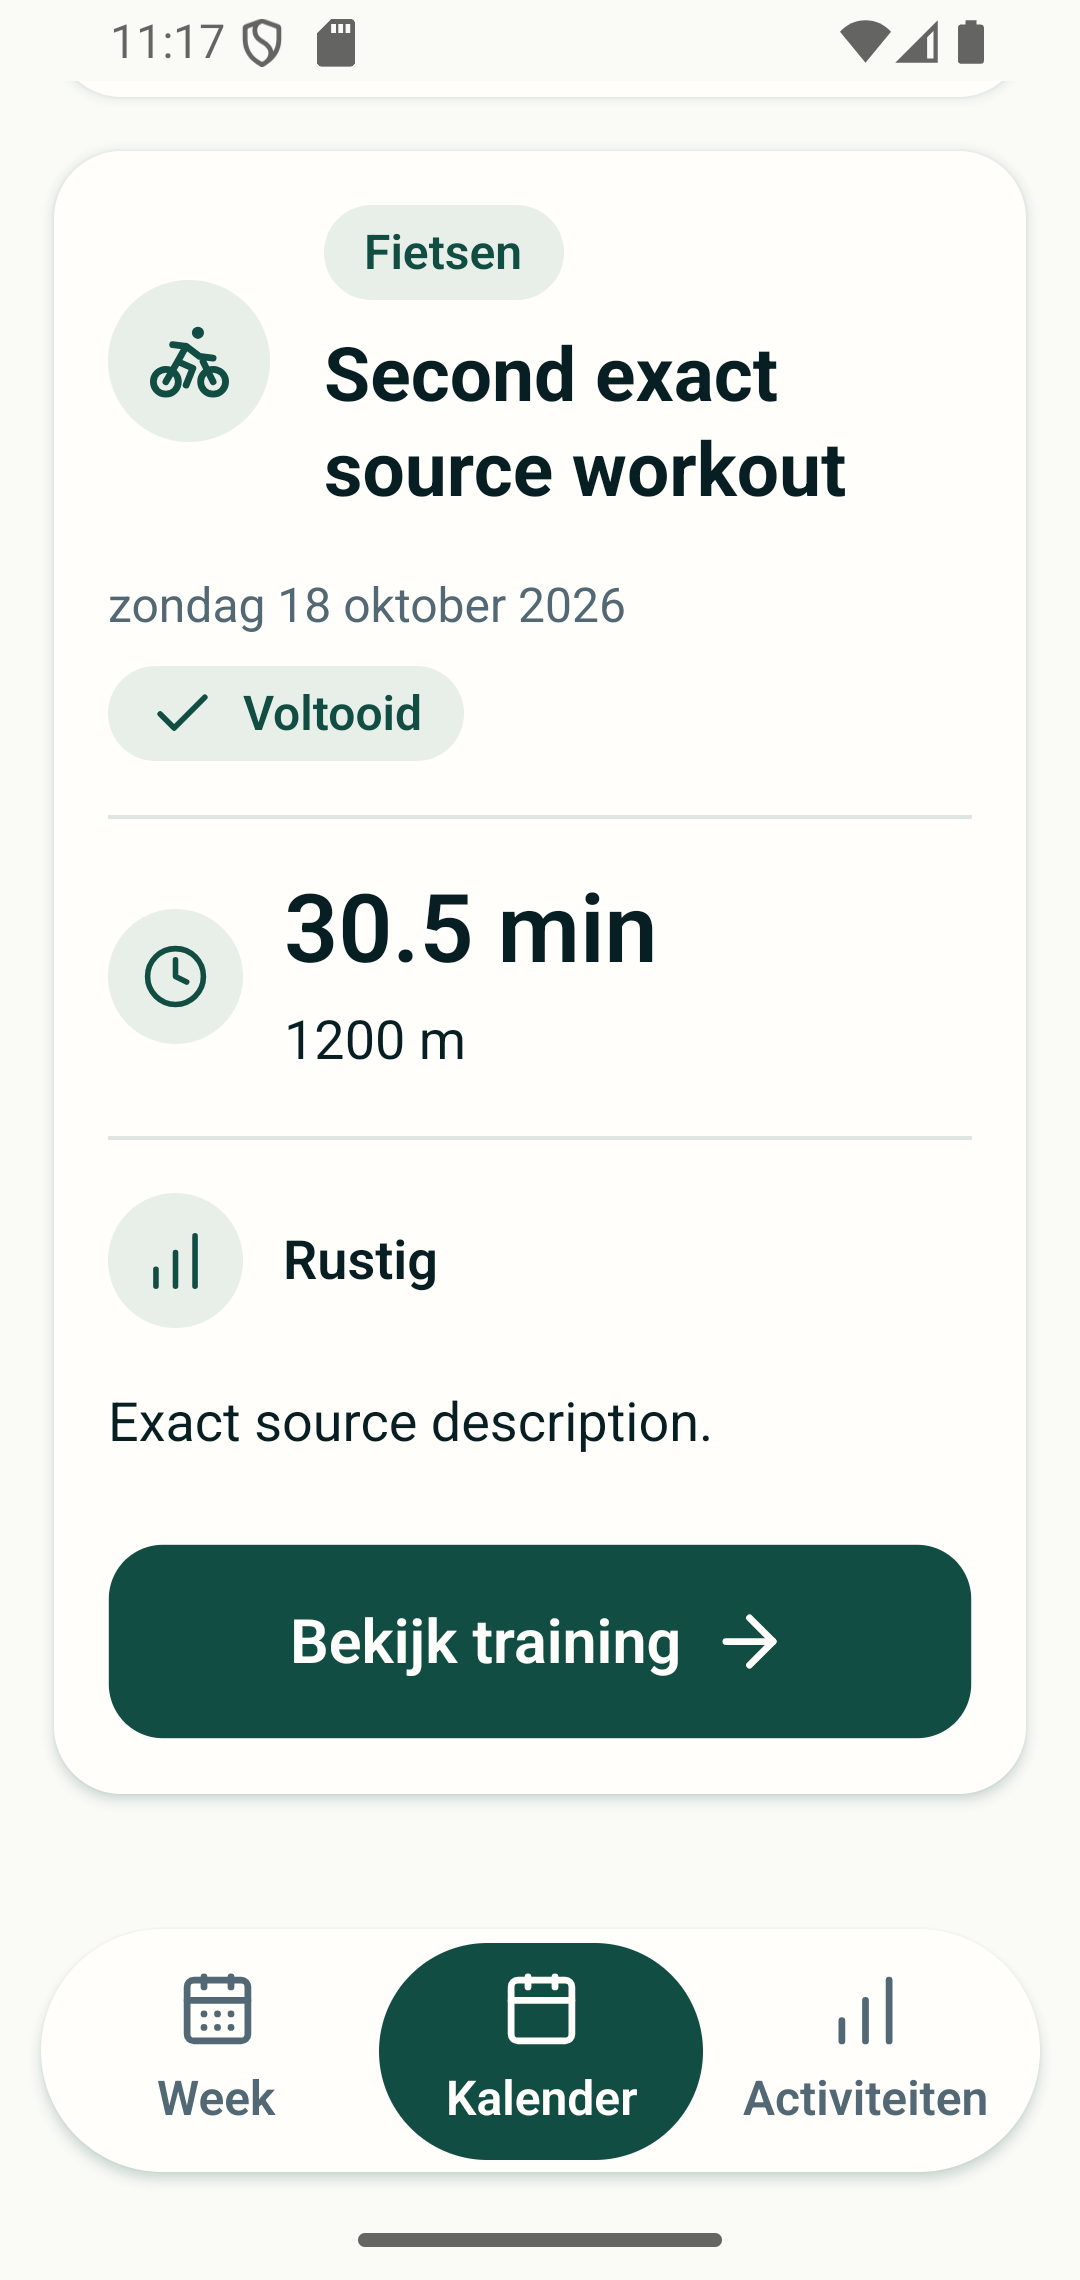 11:17
Fietsen
Second exact
source workout
zondag 18 oktober 2026
Voltooid
30.5 min
1200 m
Rustig
Exact source description.
Bekijk training
Week
Kalender
Activiteiten